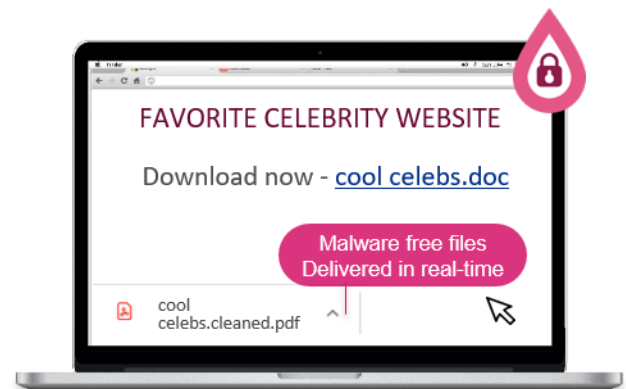 FAVORITE CELEBRITY WEBSITE
Download now - cool celebs.doc
Malware free files
Delivered in real-time
cool
celebs.cleaned.pdf